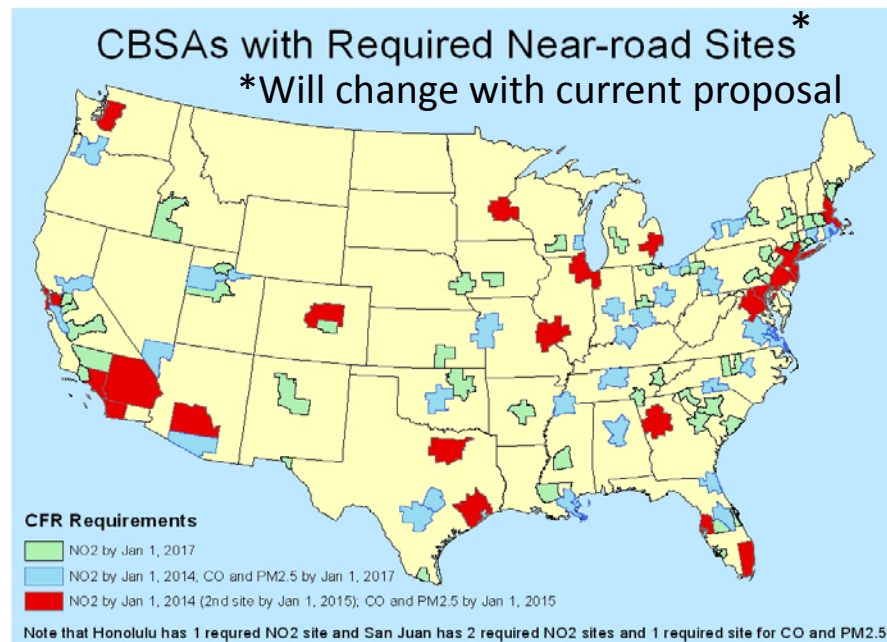 CBSAs with Required Near-road Sites*
*Will change with current proposal
CFR Requirements
NO2 by Jan 1, 2017
NO2 by Jan 1, 2014; CO and PM2.5 by Jan 1, 2017
NO2 by Jan 1, 2014 (2nd site by Jan 1, 2015); CO and PM2.5 by Jan 1, 2015
Note that Honolulu has 1 requred NO2 site and San Juan has 2 required NO2 sites and 1 required site for CO and PM2.5